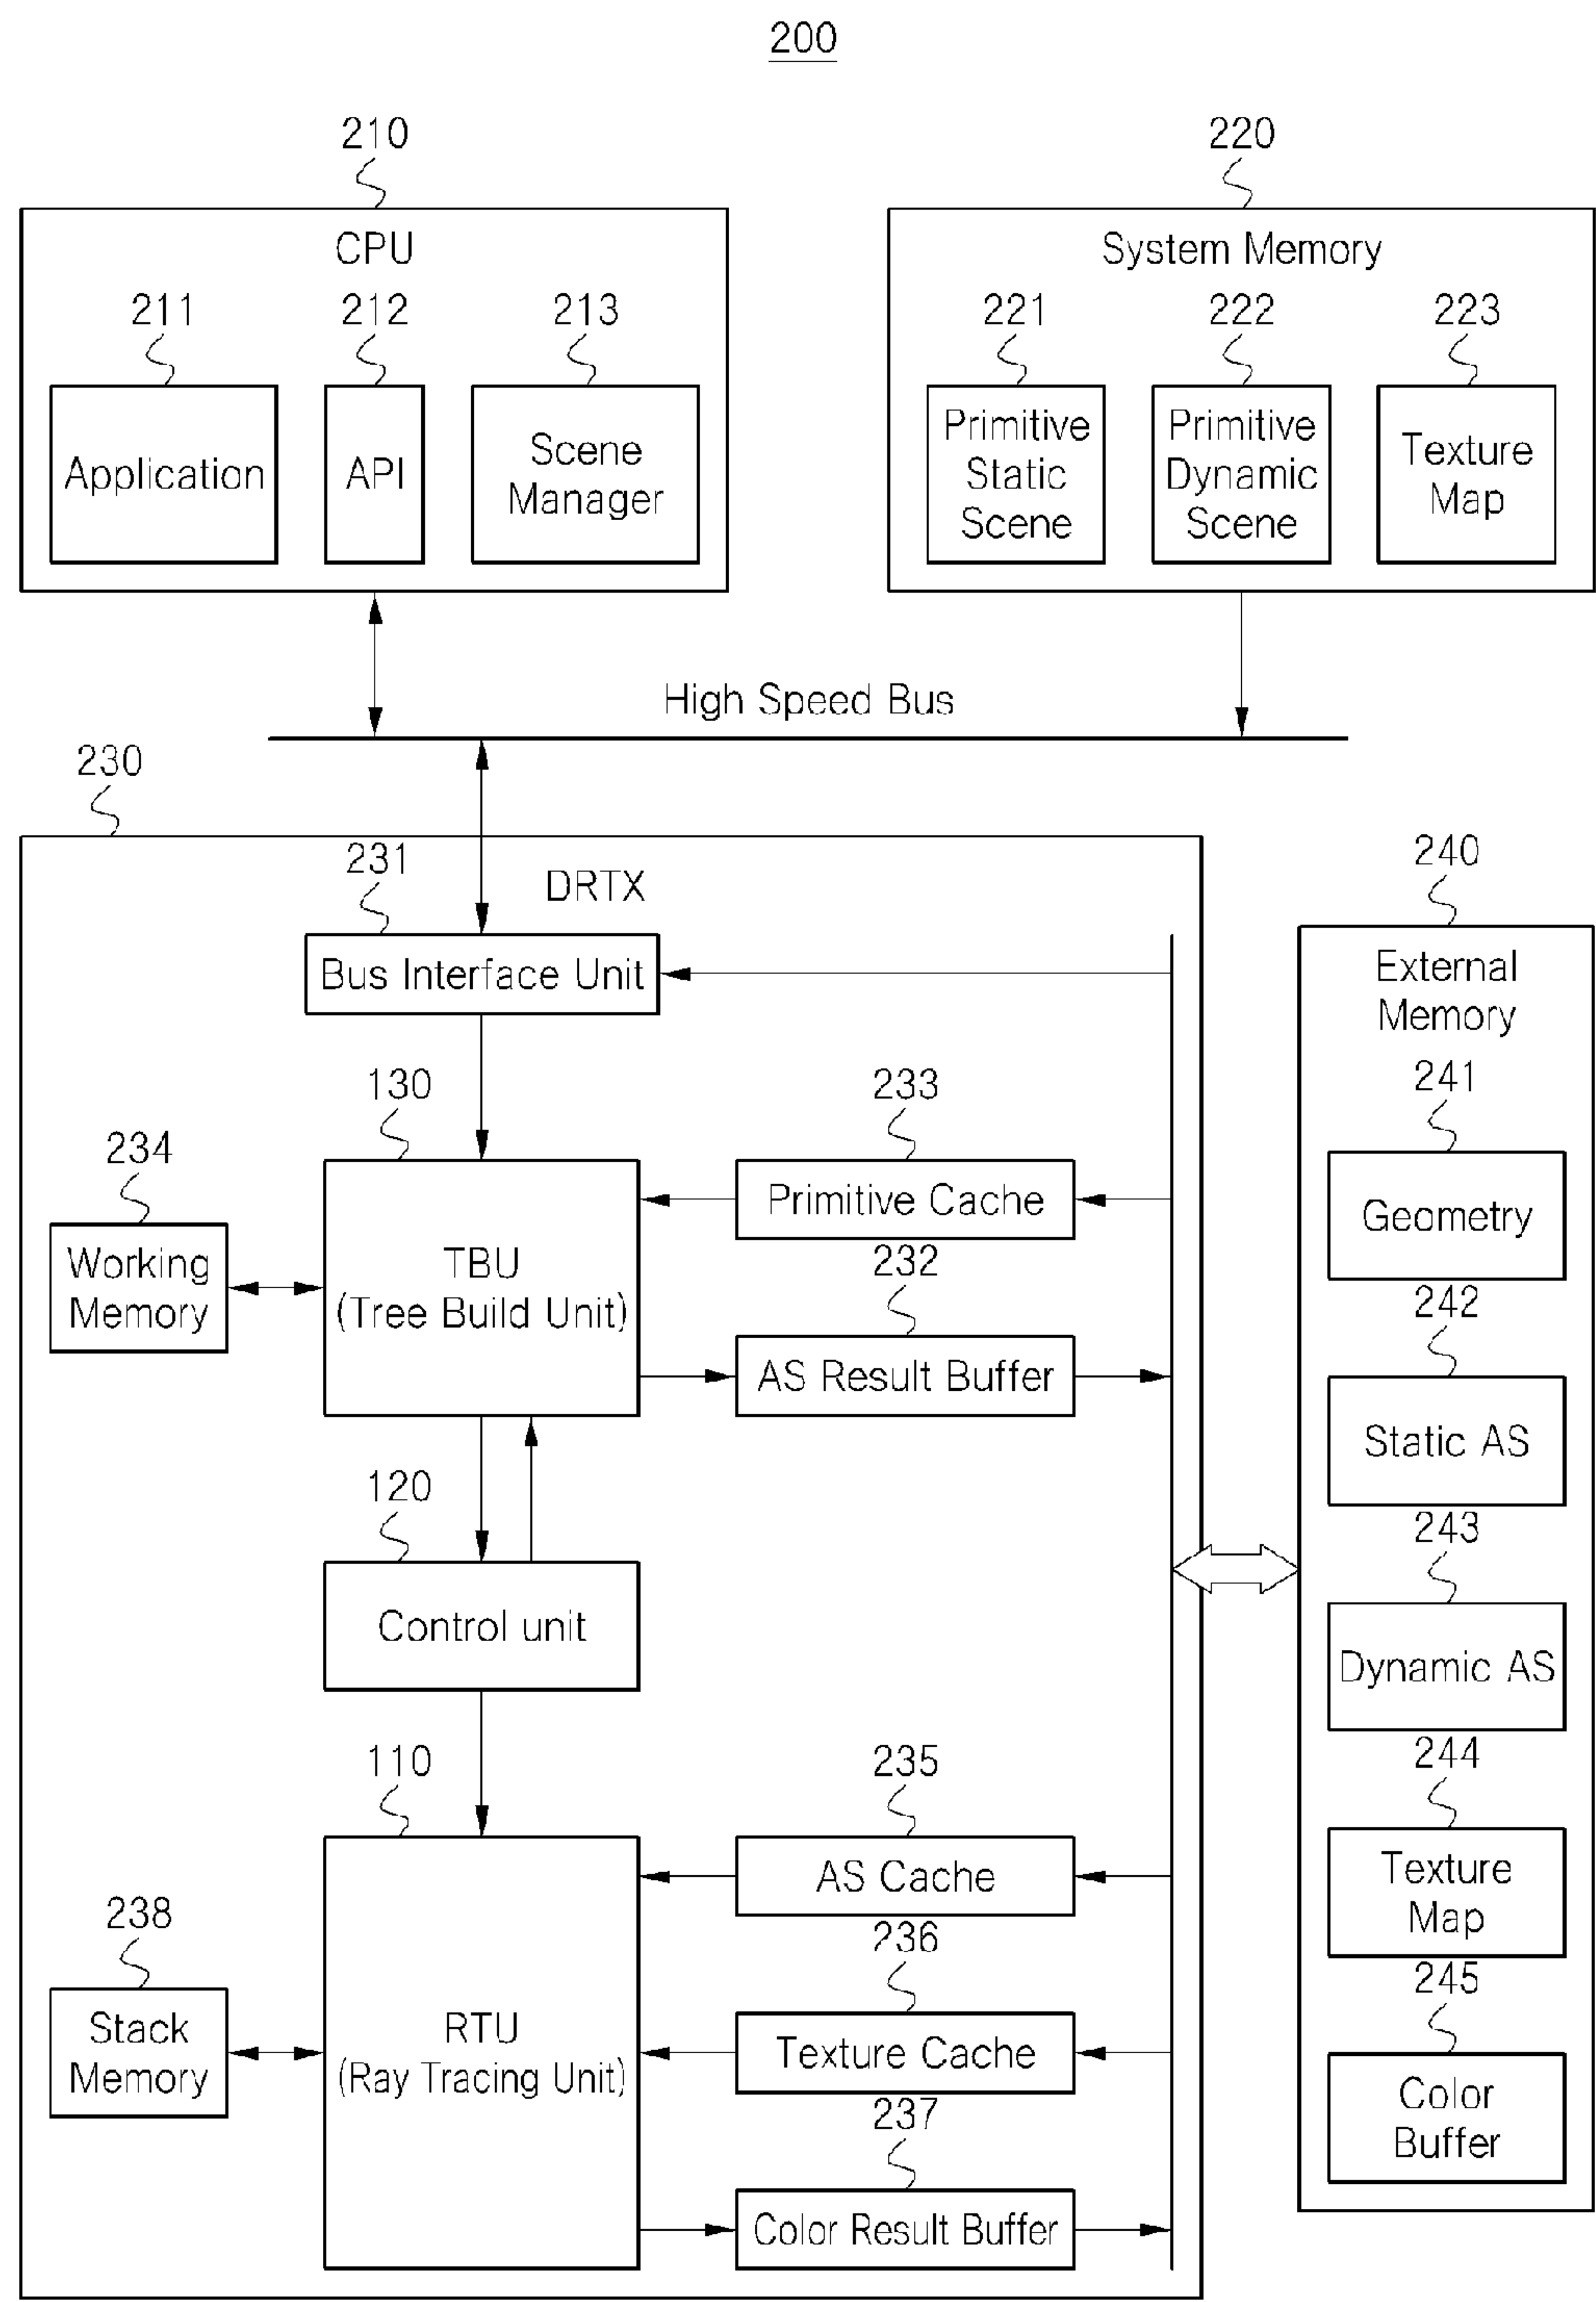 200
210
220
CPU
System Memory
211
212
213
221
222
223
Application
API
Scene
Manager
Primitive
Static
Scene
Primitive
Dynamic
Scene
Texture
Map
High Speed Bus
230
231
DRTX
240
Bus Interface Unit
External
Memory
130
233
241
234
Primitive Cache
Geometry
Working
Memory
TBU
(Tree Build Unit)
232
242
AS Result Buffer
Static AS
120
243
Control unit
Dynamic AS
110
235
244
AS Cache
Texture
Map
238
236
245
Stack
Memory
RTU
(Ray Tracing Unit)
Texture Cache
Color
Buffer
237
Color Result Buffer